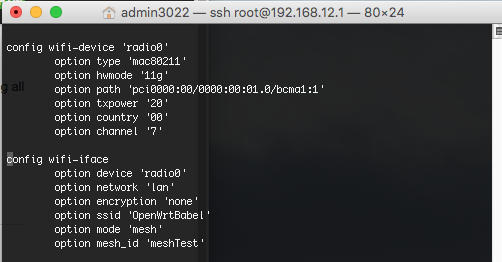 admin3022 — ssh root@192.168.12.1 — 80×24
config wifi-device 'radio0'
option type 'mac80211'
option hwmode '11g'
g all
option path 'pci0000:00/0000:00:01.0/bcma1:1'
option txpower '20'
option country '00'
option channel '7'
config wifi-iface
option device 'radio0'
option network 'lan'
option encryption 'none'
option ssid 'OpenWrtBabel'
option mode 'mesh'
option mesh_id 'meshTest'